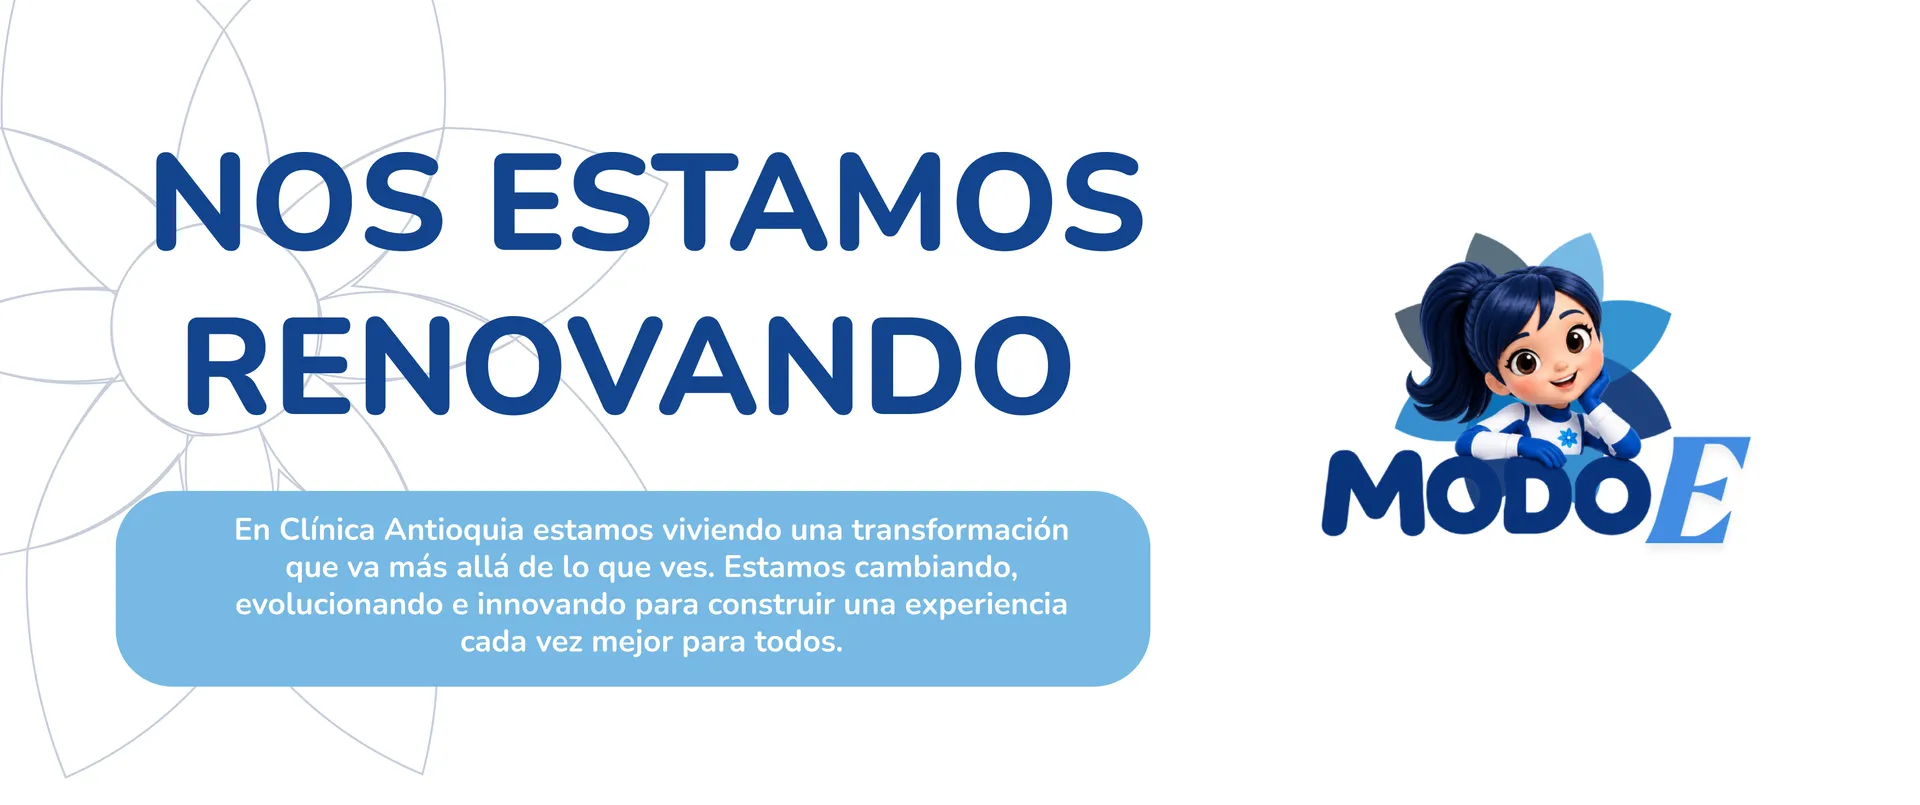 NOS ESTAMOS
RENOVANDO
En Clínica Antioquia estamos viviendo una transformación
que va más allá de lo que ves. Estamos cambiando,
evolucionando e innovando para construir una experiencia
cada vez mejor para todos.
MODO E